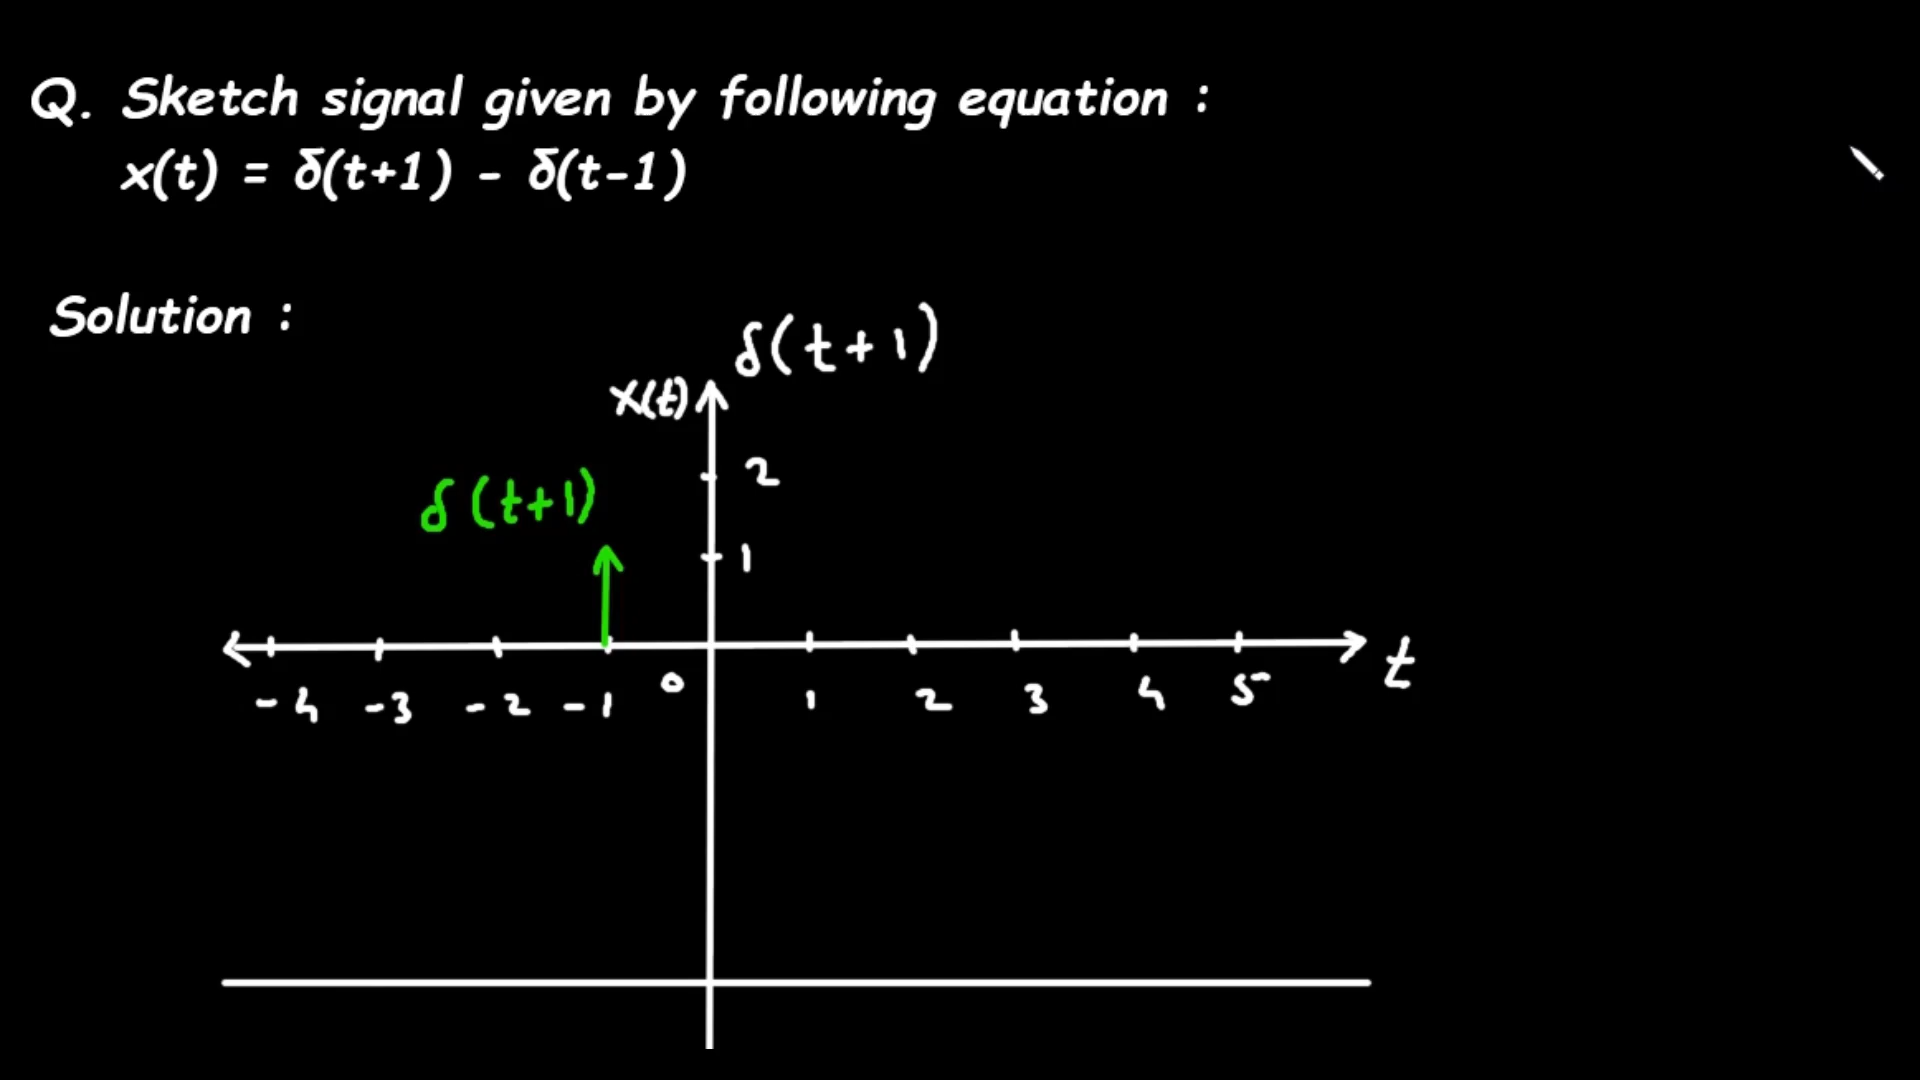 Q. Sketch signal given by following equation :
x(t) = δ(t+1) - δ(t-1)
Solution :
δ(t+1)
x(t)
2
δ(t+1)
1
-4 -3 -2 -1 0 1 2 3 4 5 t